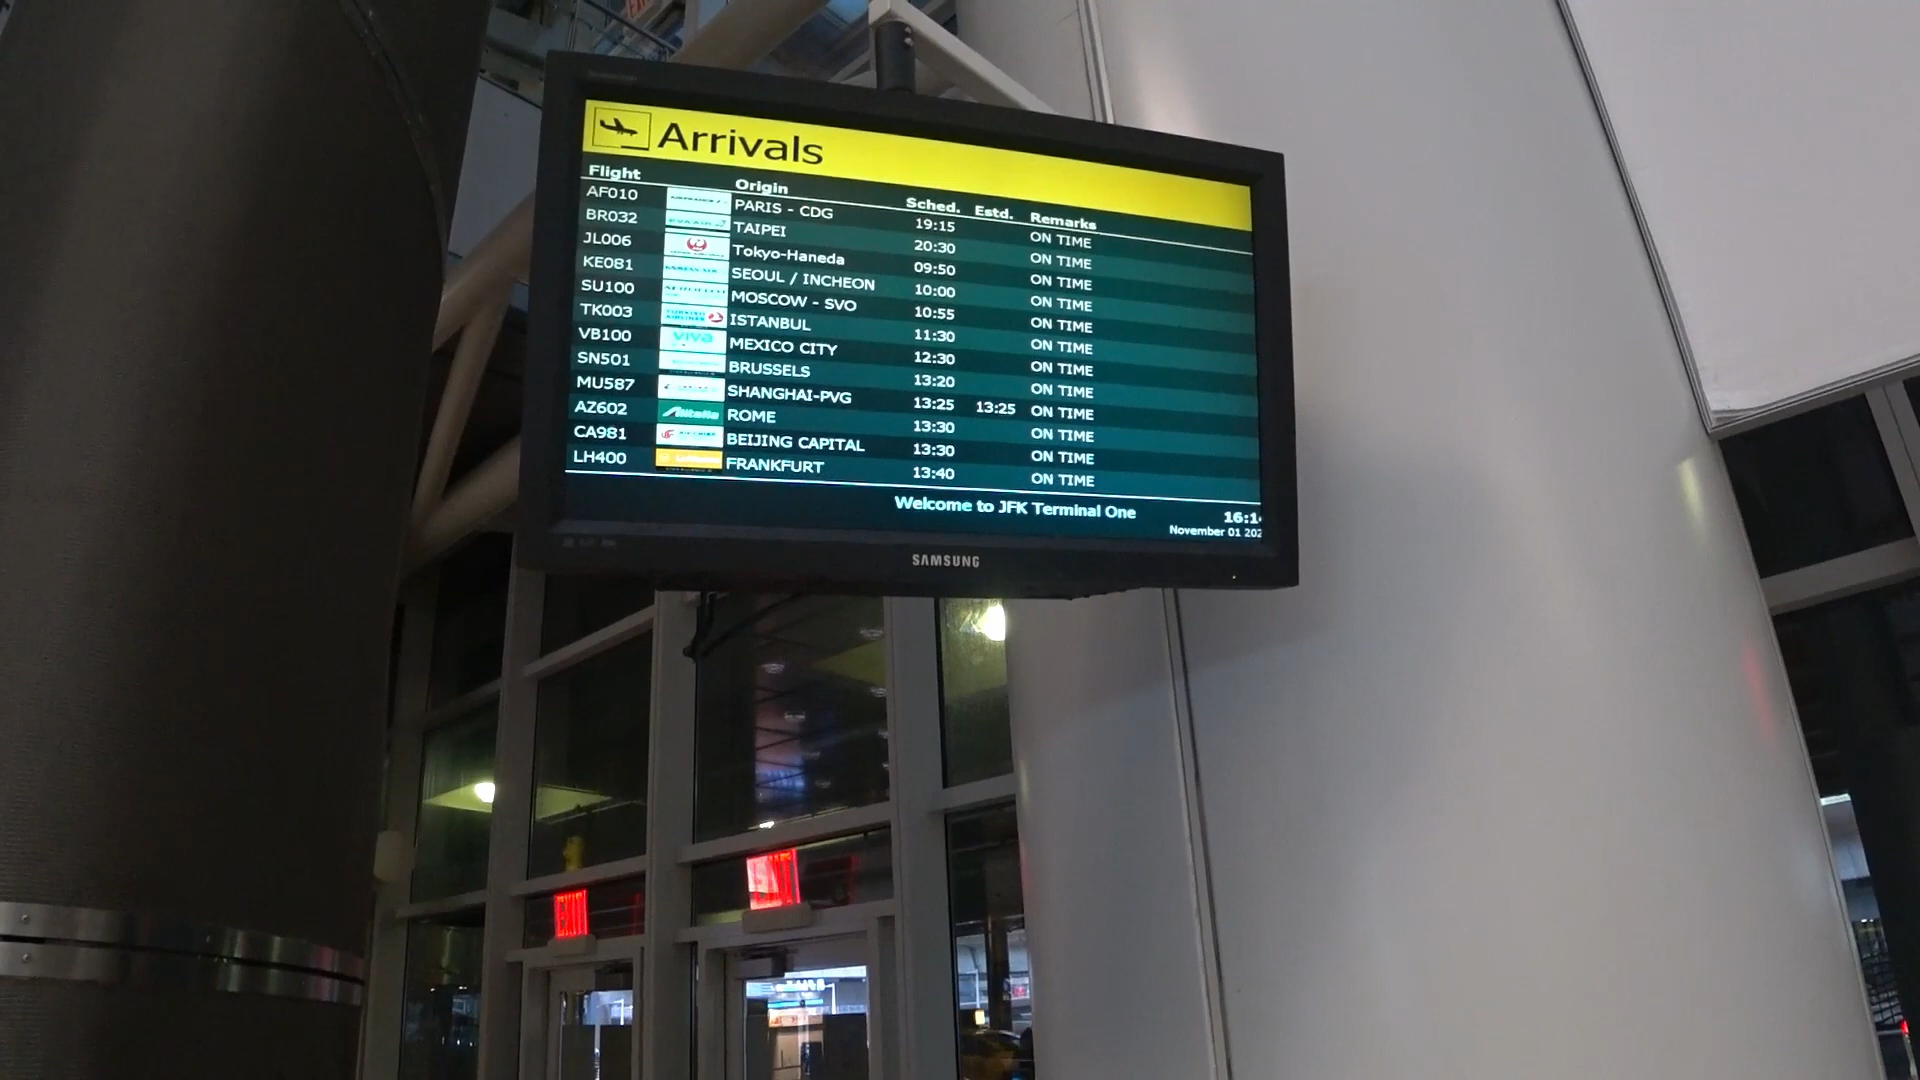 Arrivals
Flight Origin Sched. Estd. Remarks
AF010 PARIS - CDG 19:15 ON TIME
BR032 TAIPEI 20:30 ON TIME
JL006 Tokyo-Haneda 09:50 ON TIME
KE081 SEOUL / INCHEON 10:00 ON TIME
SU100 MOSCOW - SVO 10:55 ON TIME
TK003 TURKISH AIRLINES ISTANBUL 11:30 ON TIME
VB100 viva MEXICO CITY 12:30 ON TIME
SN501 BRUSSELS 13:20 ON TIME
MU587 SHANGHAI-PVG 13:25 13:25 ON TIME
AZ602 Alitalia ROME 13:30 ON TIME
CA981 BEIJING CAPITAL 13:30 ON TIME
LH400 FRANKFURT 13:40 ON TIME
Welcome to JFK Terminal One
16:1
November 01 202
SAMSUNG
EXIT
EXIT